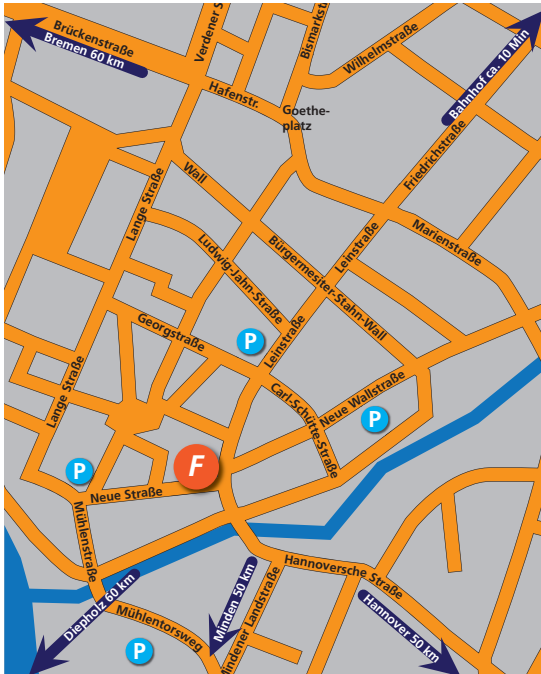 Brückenstraße
Bremen 60 km
Verdener S
Bismarkst
Wilhelmstraße
Bahnhof ca. 10 Min
Hafenstr.
Goethe-
platz
Friedrichstraße
Wall
Lange Straße
Marienstraße
Leinstraße
Ludwig-Jahn-Straße
Bürgermesiter-Stahn-Wall
Georgstraße
P
Leinstraße
Lange Straße
Carl-Schütte-Straße
Neue Wallstraße
P
P
F
Neue Straße
Mühlenstraße
Hannoversche Straße
Diepholz 60 km
Minden 50 km
Mindener Landstraße
Hannover 50 km
Mühlentorsweg
P